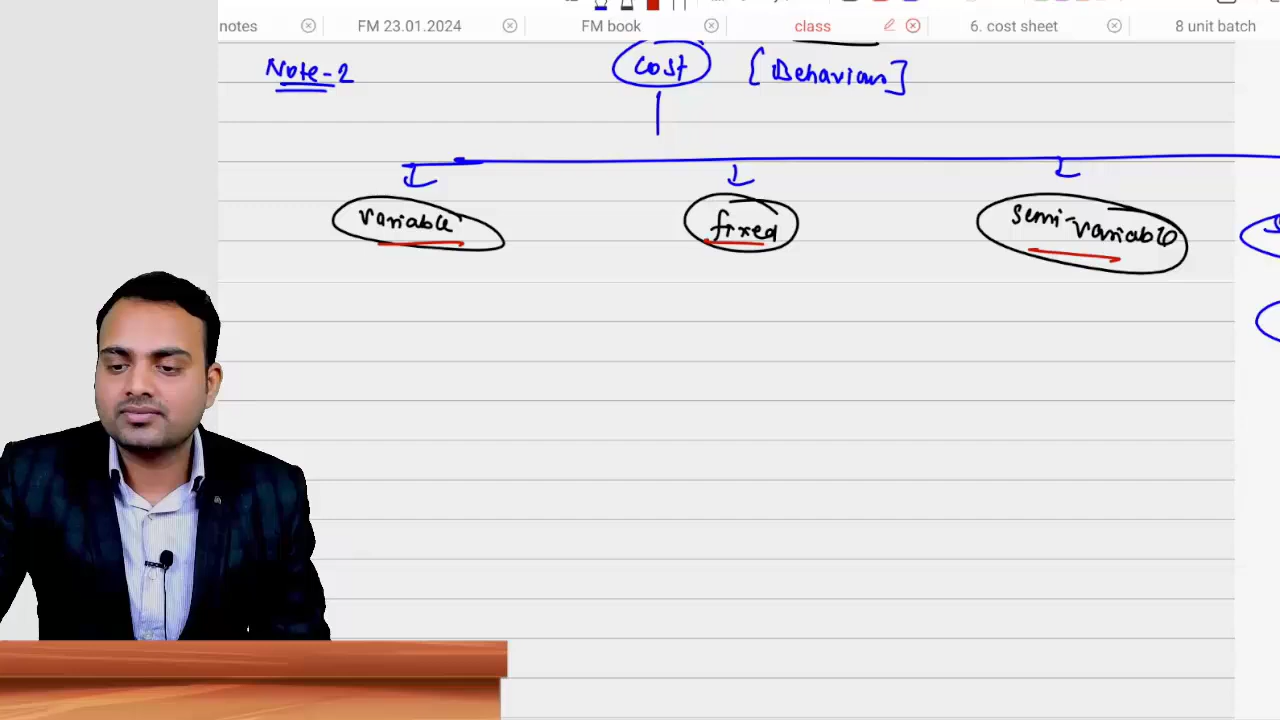 notes FM 23.01.2024 FM book class 6. cost sheet 8 unit batch
Note-2 Cost [Behaviour]
Variable fixed Semi-variable